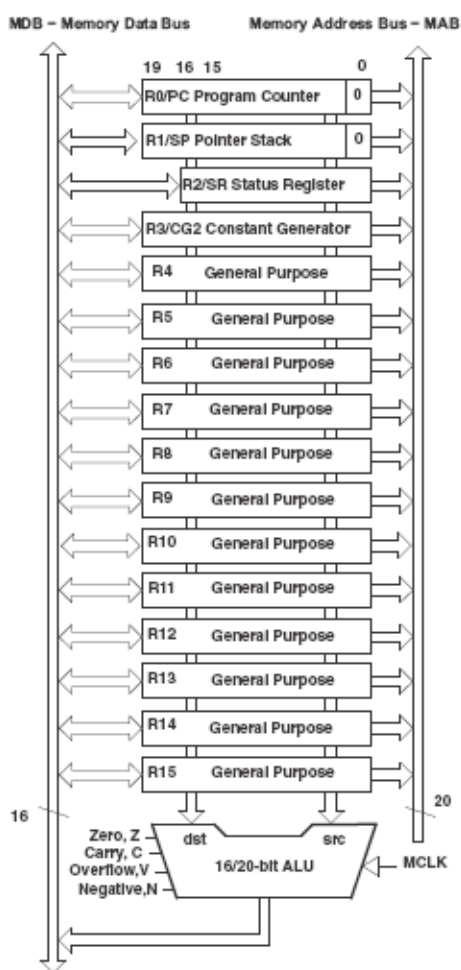 MDB – Memory Data Bus Memory Address Bus – MAB
19 16 15 0
R0/PC Program Counter 0
R1/SP Pointer Stack 0
R2/SR Status Register
R3/CG2 Constant Generator
R4 General Purpose
R5 General Purpose
R6 General Purpose
R7 General Purpose
R8 General Purpose
R9 General Purpose
R10 General Purpose
R11 General Purpose
R12 General Purpose
R13 General Purpose
R14 General Purpose
R15 General Purpose
16 20
Zero, Z dst src
Carry, C
Overflow,V 16/20-bit ALU MCLK
Negative,N